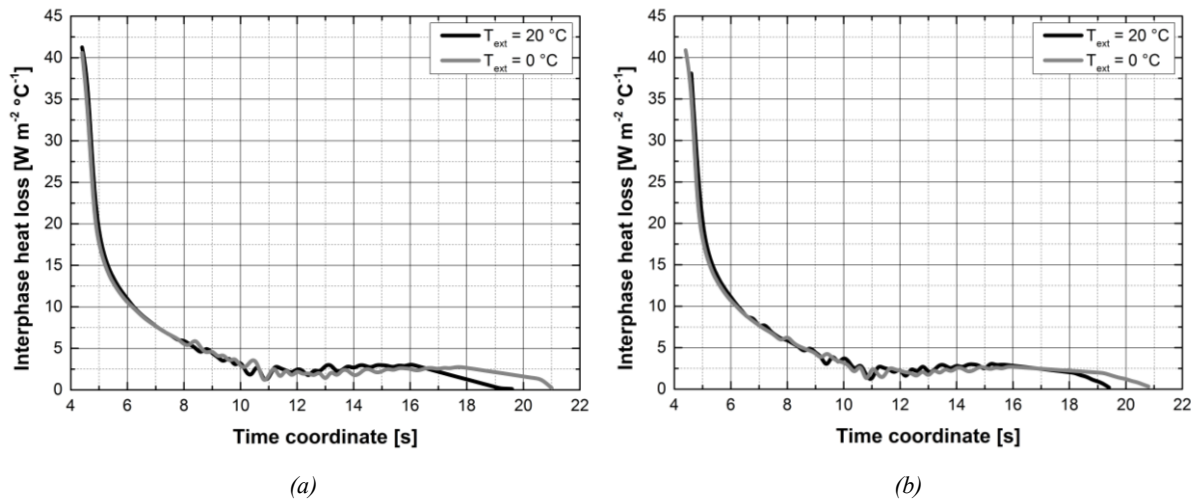 45
40
35
30
25
20
15
10
5
0
Interphase heat loss [W m⁻² °C⁻¹]
T_ext = 20 °C
T_ext = 0 °C
4 6 8 10 12 14 16 18 20 22
Time coordinate [s]
(a)
45
40
35
30
25
20
15
10
5
0
Interphase heat loss [W m⁻² °C⁻¹]
T_ext = 20 °C
T_ext = 0 °C
4 6 8 10 12 14 16 18 20 22
Time coordinate [s]
(b)